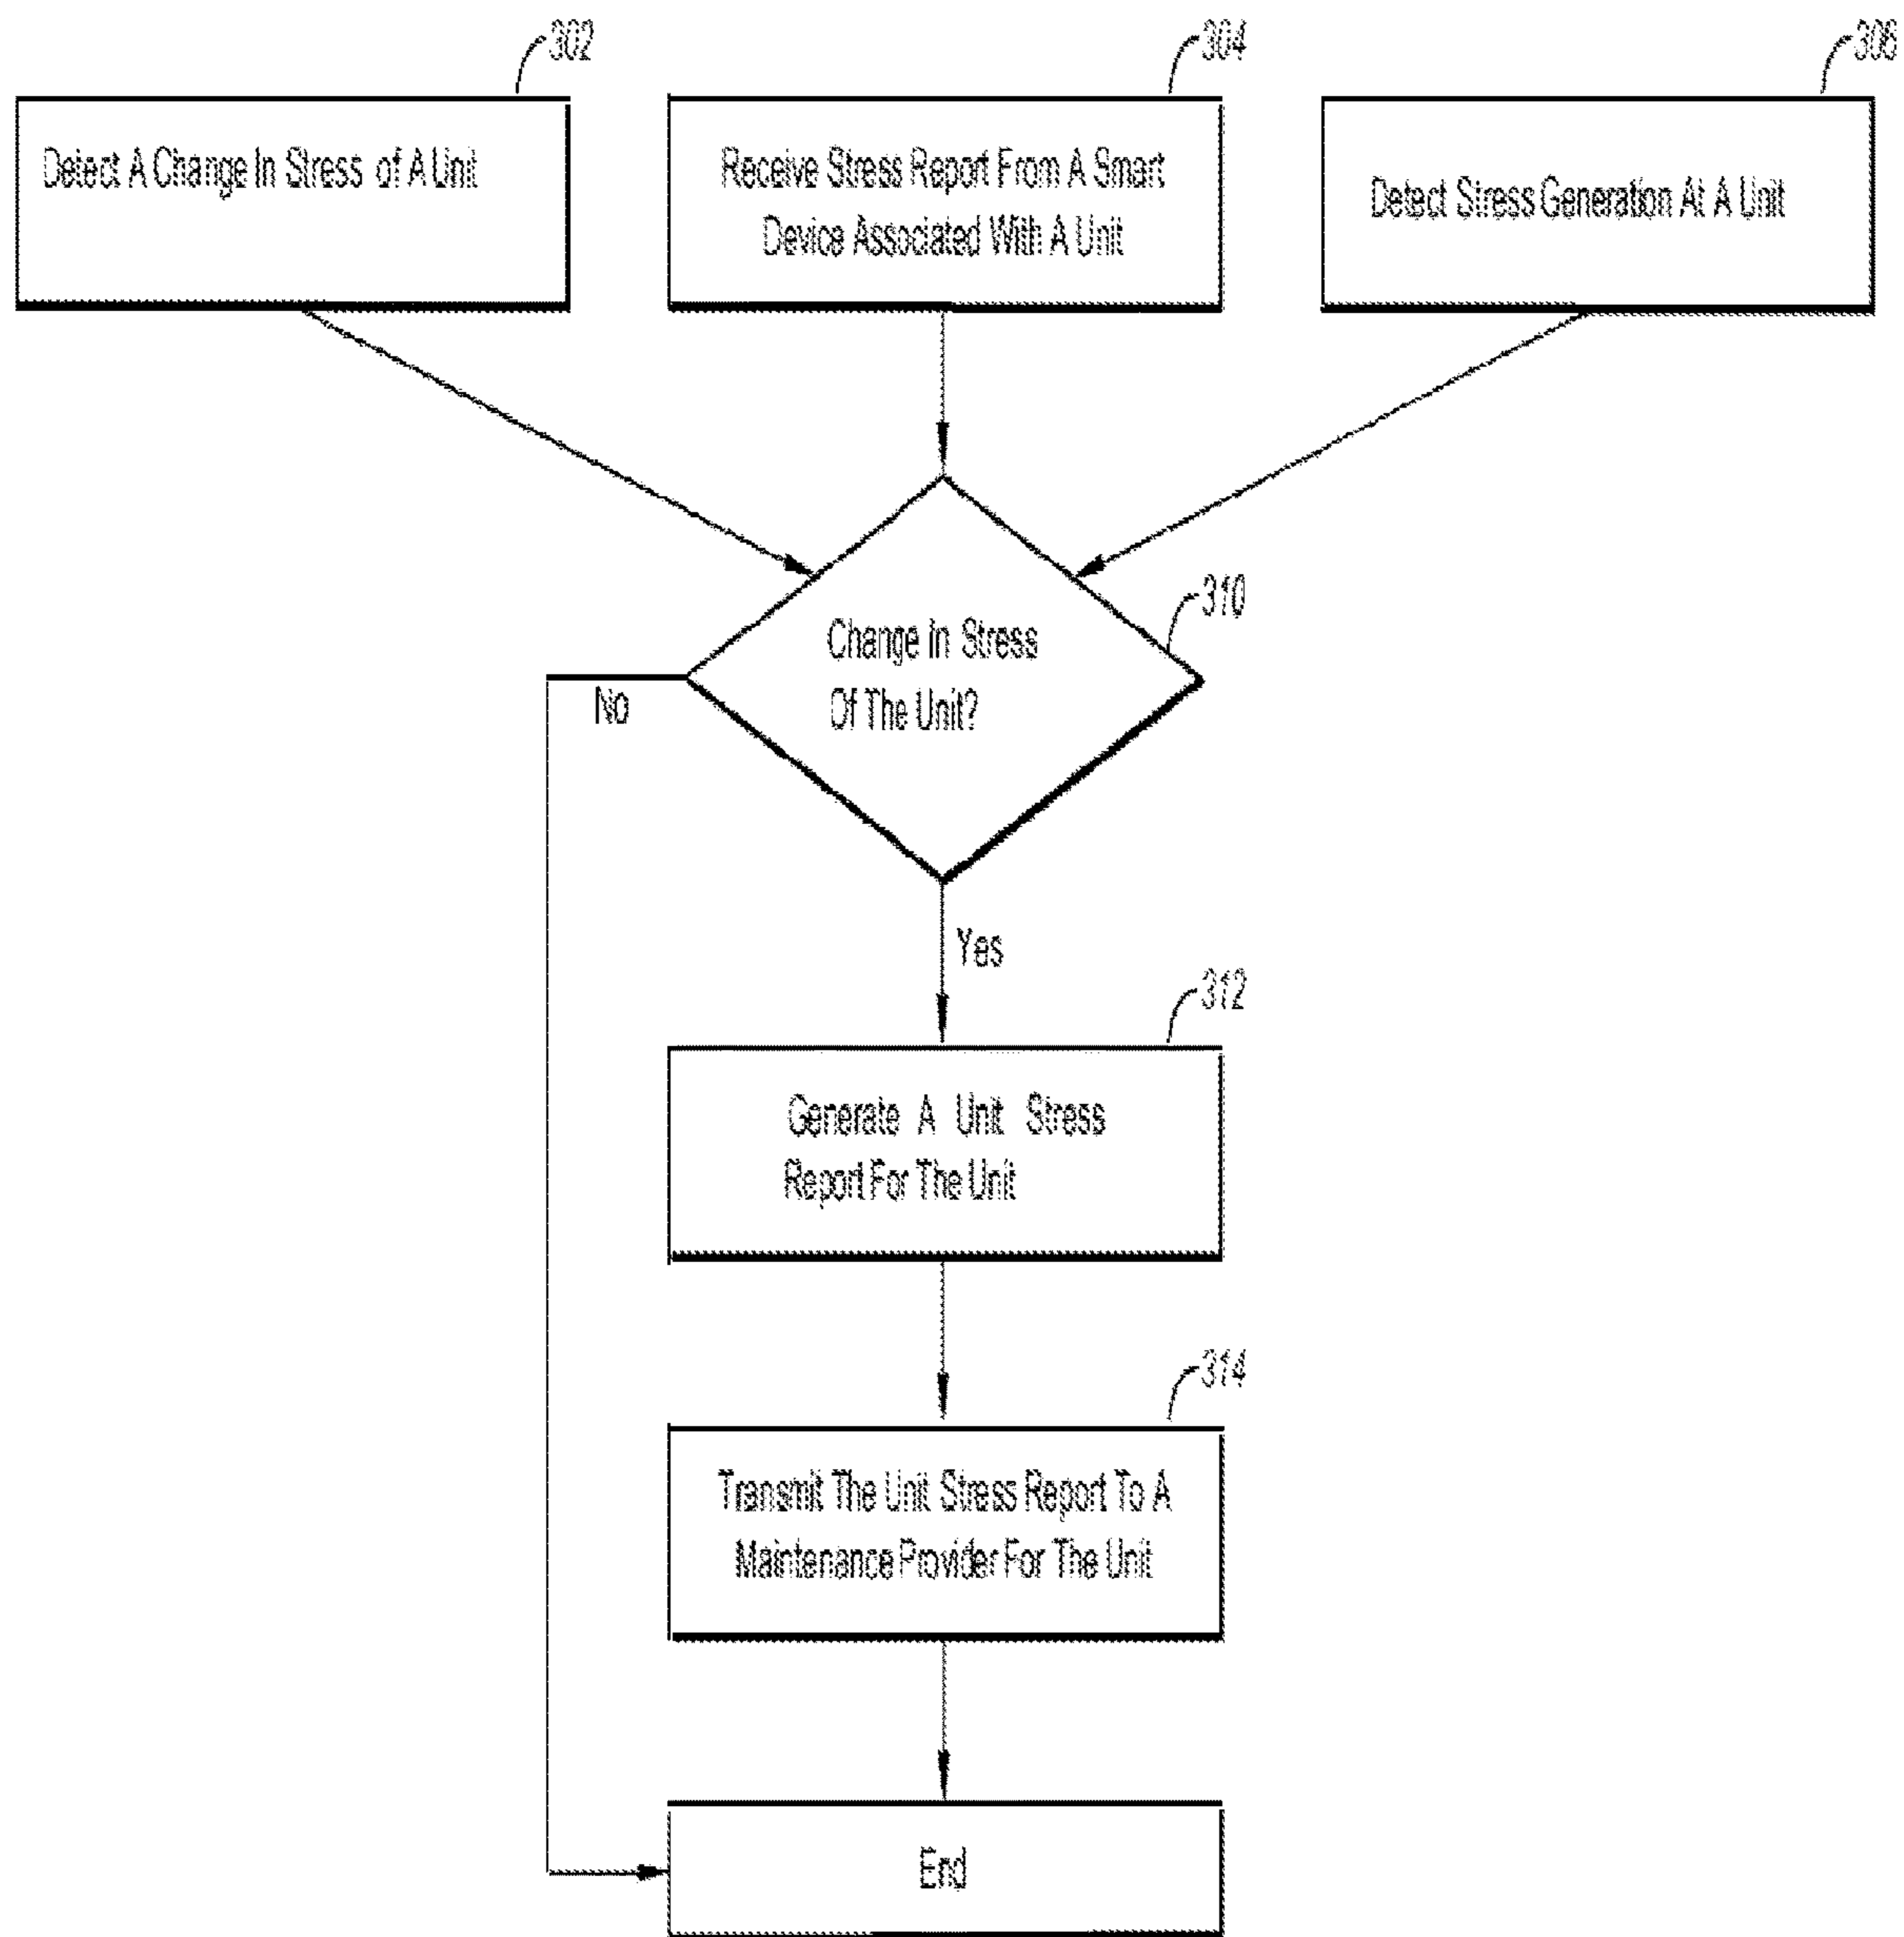 302
304
306
Detect A Change In Stress of A Unit
Receive Stress Report From A Smart
Device Associated With A Unit
Detect Stress Generation At A Unit
310
Change In Stress
Of The Unit?
No
Yes
312
Generate A Unit Stress
Report For The Unit
314
Transmit The Unit Stress Report To A
Maintenance Provider For The Unit
End